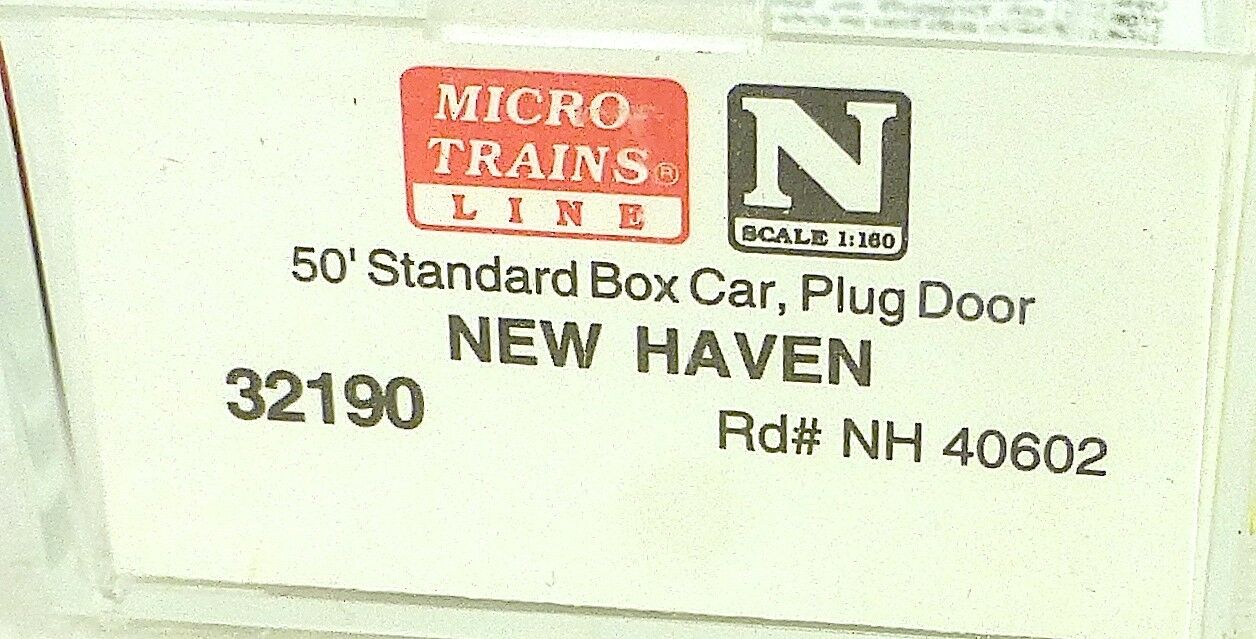 MICRO
TRAINS®
LINE
N
SCALE 1:160
50' Standard Box Car, Plug Door
NEW HAVEN
32190
Rd# NH 40602